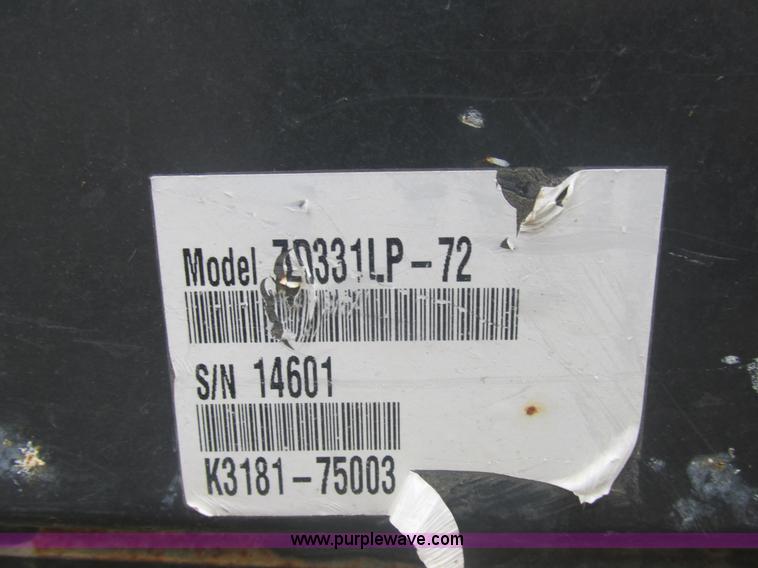 Model ZD331LP-72
S/N 14601
K3181-75003
www.purplewave.com